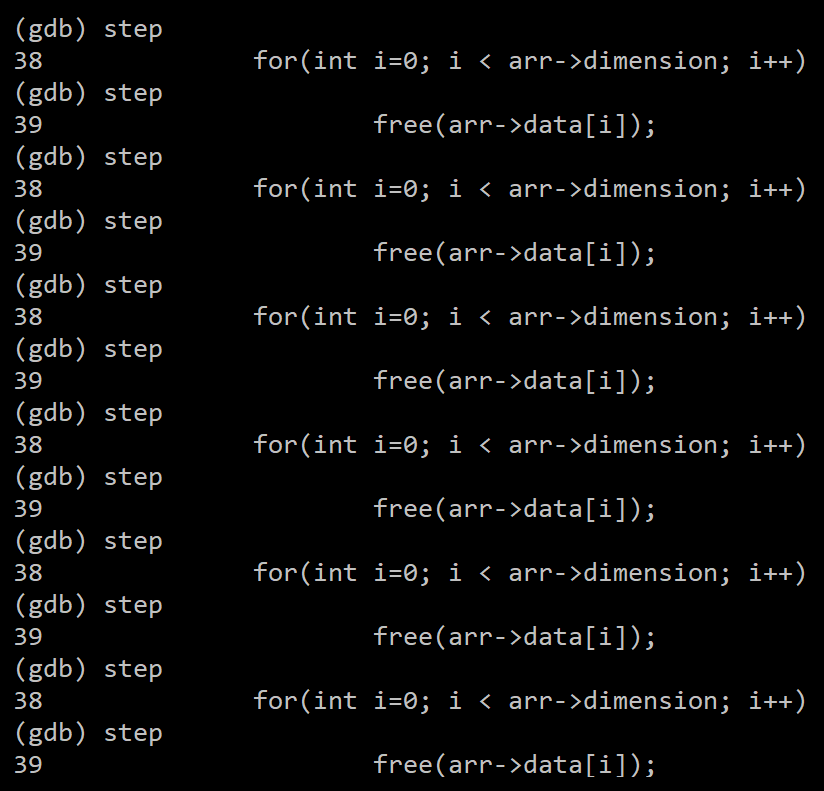 (gdb) step
38              for(int i=0; i < arr->dimension; i++)
(gdb) step
39                      free(arr->data[i]);
(gdb) step
38              for(int i=0; i < arr->dimension; i++)
(gdb) step
39                      free(arr->data[i]);
(gdb) step
38              for(int i=0; i < arr->dimension; i++)
(gdb) step
39                      free(arr->data[i]);
(gdb) step
38              for(int i=0; i < arr->dimension; i++)
(gdb) step
39                      free(arr->data[i]);
(gdb) step
38              for(int i=0; i < arr->dimension; i++)
(gdb) step
39                      free(arr->data[i]);
(gdb) step
38              for(int i=0; i < arr->dimension; i++)
(gdb) step
39                      free(arr->data[i]);